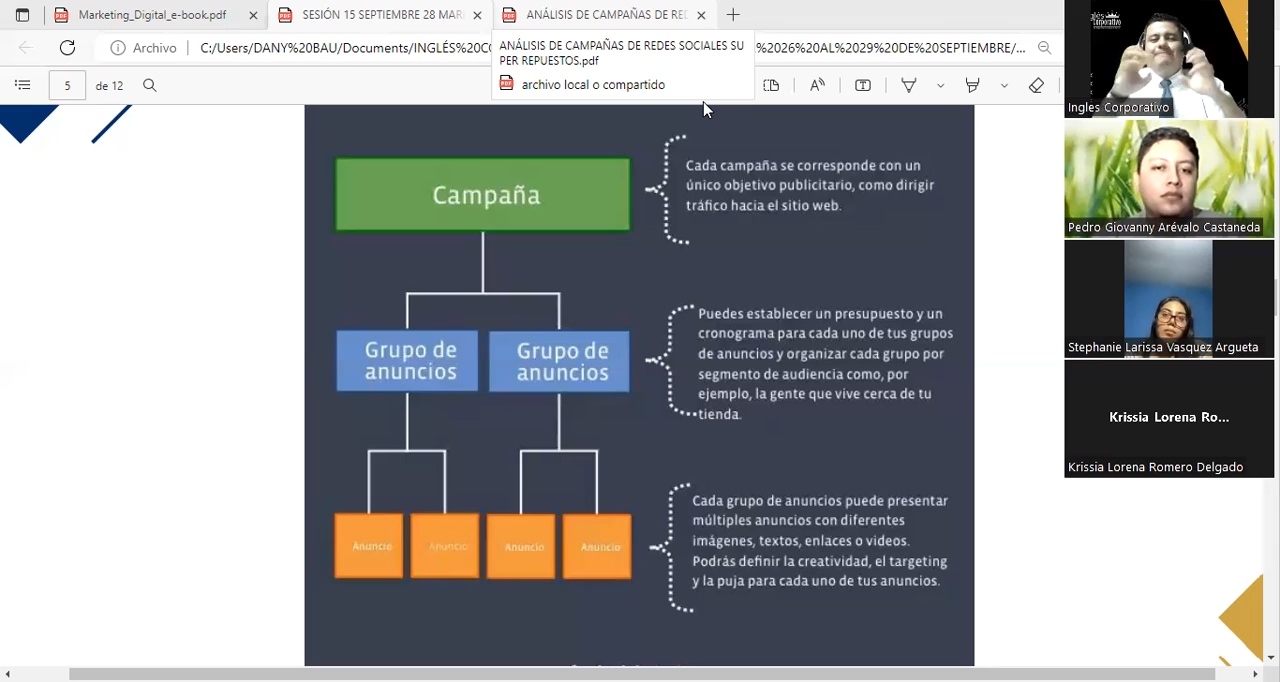 Marketing_Digital_e-book.pdf
SESIÓN 15 SEPTIEMBRE 28 MAR
ANÁLISIS DE CAMPAÑAS DE RE
Archivo
C:/Users/DANY%20BAU/Documents/INGLÉS%20C
%2026%20AL%2029%20DE%20SEPTIEMBRE/...
ANÁLISIS DE CAMPAÑAS DE REDES SOCIALES SU
PER REPUESTOS.pdf
archivo local o compartido
5
de 12
Campaña
Cada campaña se corresponde con un
único objetivo publicitario, como dirigir
tráfico hacia el sitio web.
Grupo de
anuncios
Grupo de
anuncios
Puedes establecer un presupuesto y un
cronograma para cada uno de tus grupos
de anuncios y organizar cada grupo por
segmento de audiencia como, por
ejemplo, la gente que vive cerca de tu
tienda.
Anuncio
Anuncio
Anuncio
Anuncio
Cada grupo de anuncios puede presentar
múltiples anuncios con diferentes
imágenes, textos, enlaces o videos.
Podrás definir la creatividad, el targeting
y la puja para cada uno de tus anuncios.
Ingles Corporativo
Pedro Giovanny Arévalo Castaneda
Stephanie Larissa Vasquez Argueta
Krissia Lorena Ro...
Krissia Lorena Romero Delgado